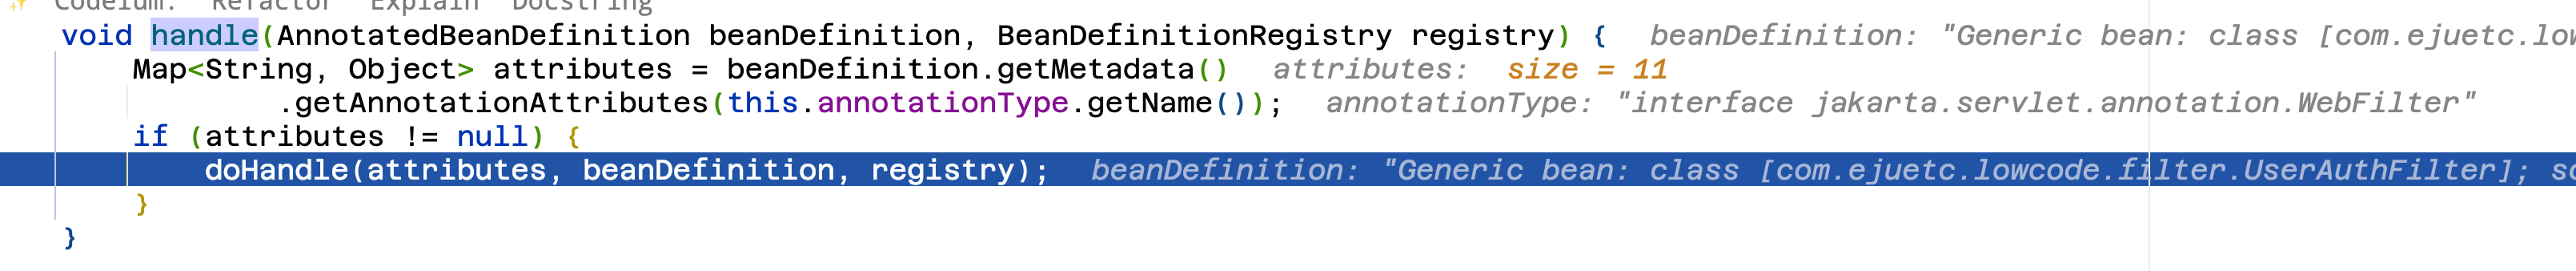 Codeium: Refactor Explain Docstring
void handle(AnnotatedBeanDefinition beanDefinition, BeanDefinitionRegistry registry) { beanDefinition: "Generic bean: class [com.ejuetc.low
Map<String, Object> attributes = beanDefinition.getMetadata() attributes: size = 11
.getAnnotationAttributes(this.annotationType.getName()); annotationType: "interface jakarta.servlet.annotation.WebFilter"
if (attributes != null) {
doHandle(attributes, beanDefinition, registry); beanDefinition: "Generic bean: class [com.ejuetc.lowcode.filter.UserAuthFilter]; sc
}
}